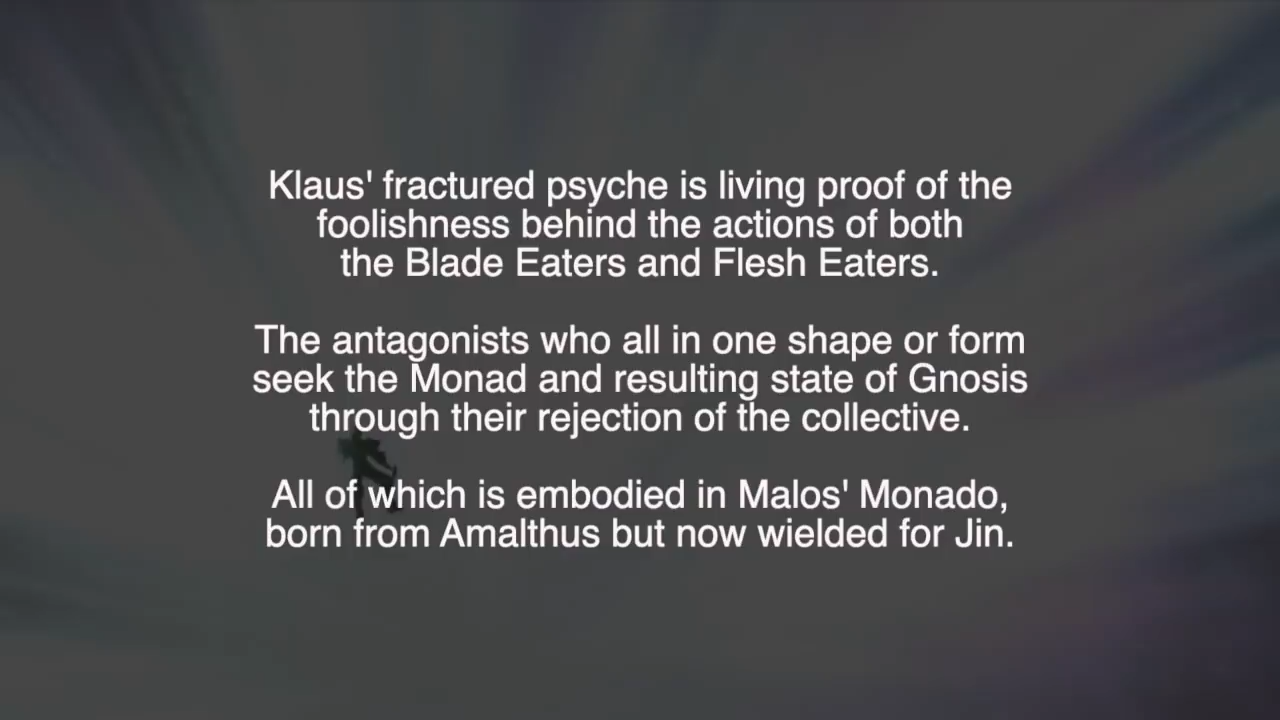 Klaus' fractured psyche is living proof of the
foolishness behind the actions of both
the Blade Eaters and Flesh Eaters.
The antagonists who all in one shape or form
seek the Monad and resulting state of Gnosis
through their rejection of the collective.
All of which is embodied in Malos' Monado,
born from Amalthus but now wielded for Jin.